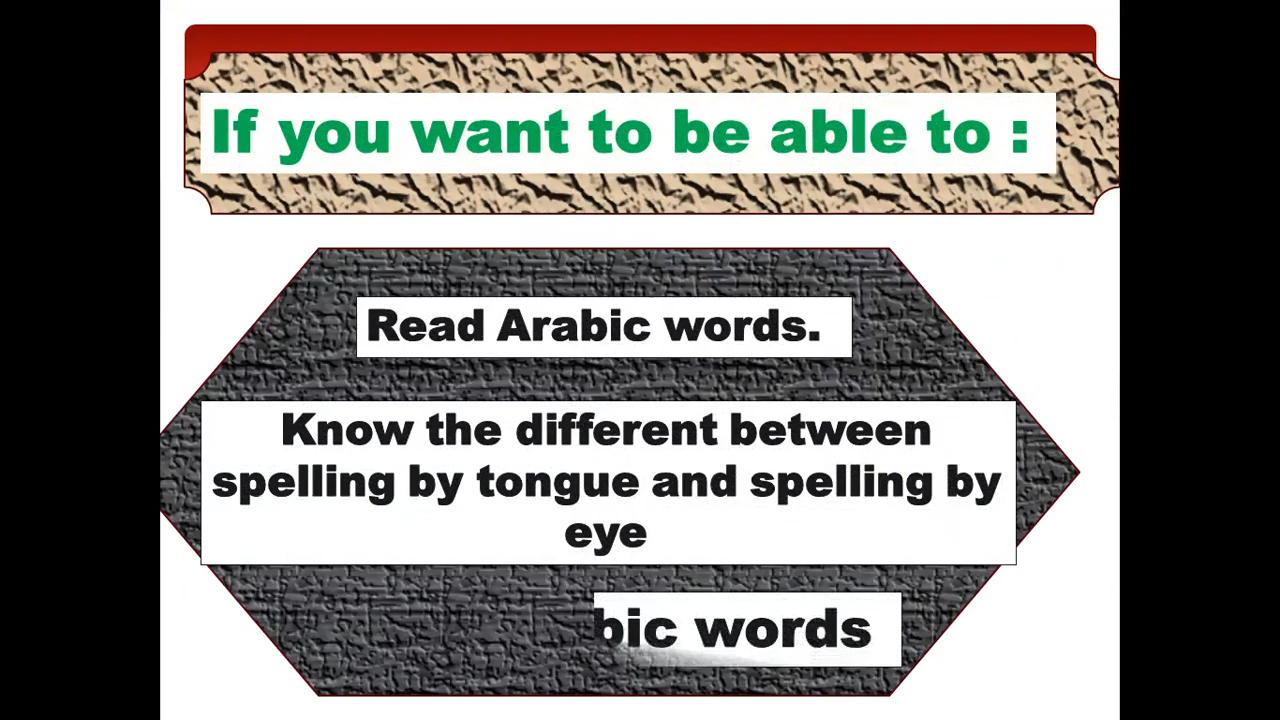 If you want to be able to :
Read Arabic words.
Know the different between
spelling by tongue and spelling by
eye
words